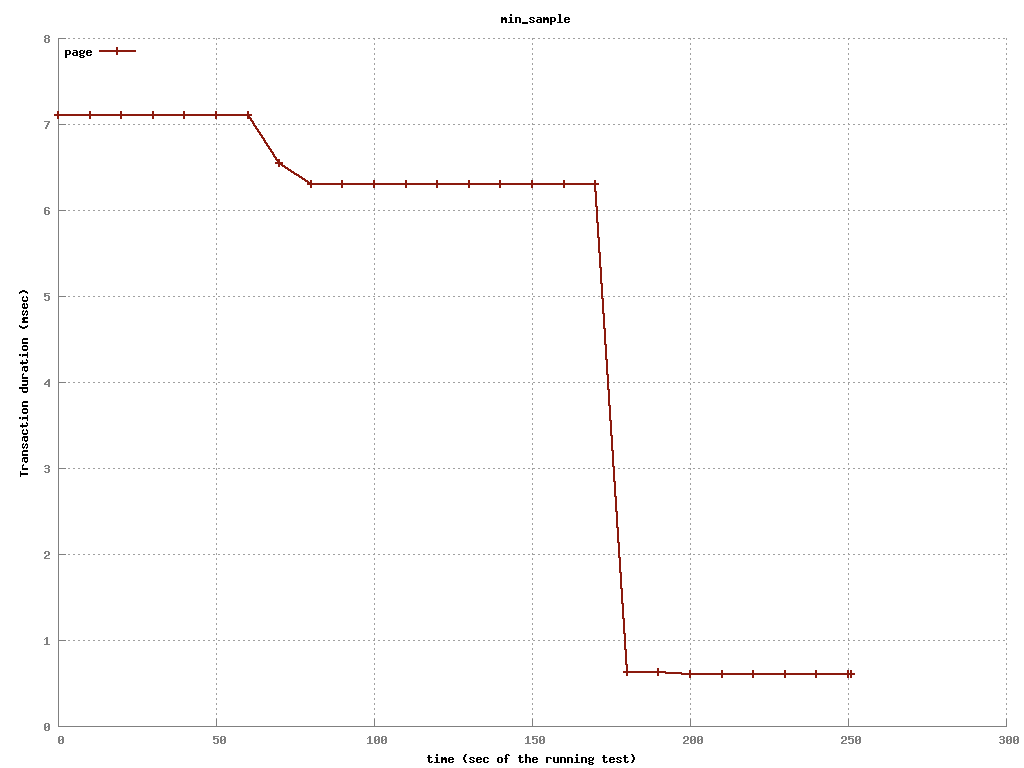 min_sample
page
8
7
6
5
4
3
2
1
0
Transaction duration (msec)
0 50 100 150 200 250 300
time (sec of the running test)